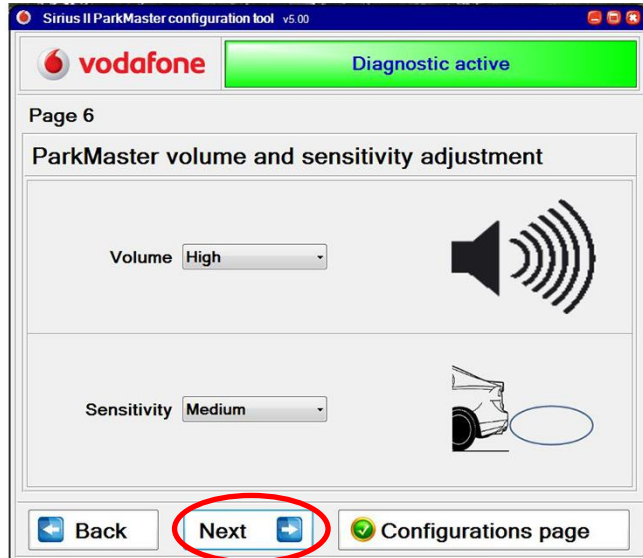 Sirius II ParkMaster configuration tool v5.00
vodafone
Diagnostic active
Page 6
ParkMaster volume and sensitivity adjustment
Volume High
Sensitivity Medium
Back Next Configurations page